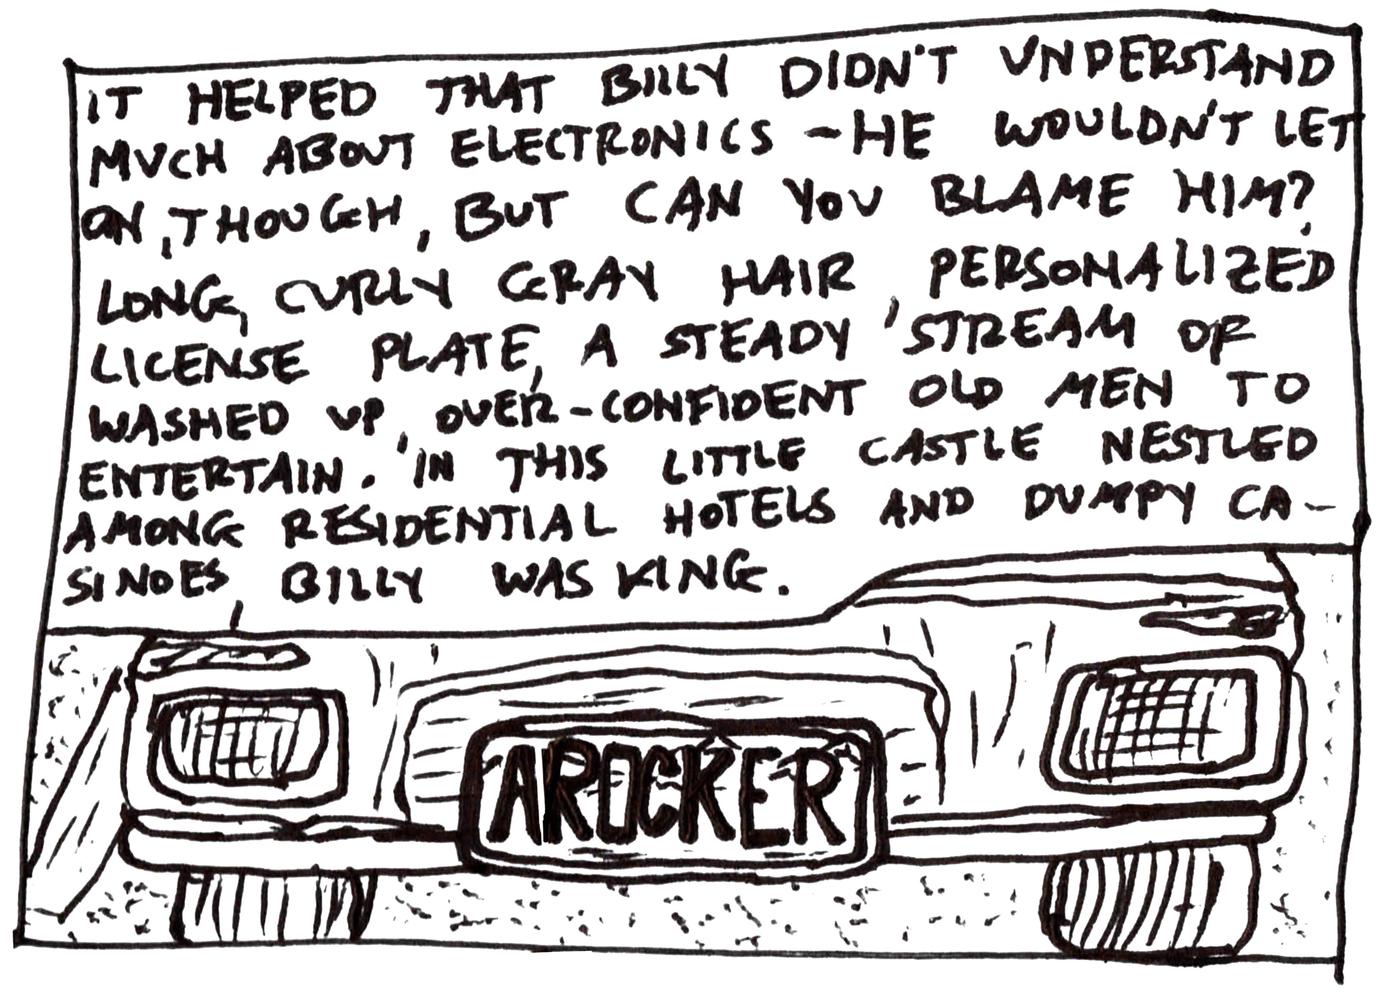 IT HELPED THAT BILLY DIDN'T UNDERSTAND
MUCH ABOUT ELECTRONICS - HE WOULDN'T LET
ON, THOUGH, BUT CAN YOU BLAME HIM?
LONG, CURLY GRAY HAIR, PERSONALIZED
LICENSE PLATE, A STEADY STREAM OF
WASHED UP, OVER-CONFIDENT OLD MEN TO
ENTERTAIN. IN THIS LITTLE CASTLE NESTLED
AMONG RESIDENTIAL HOTELS AND DUMPY CA-
SINOES, BILLY WAS KING.
AROCKER